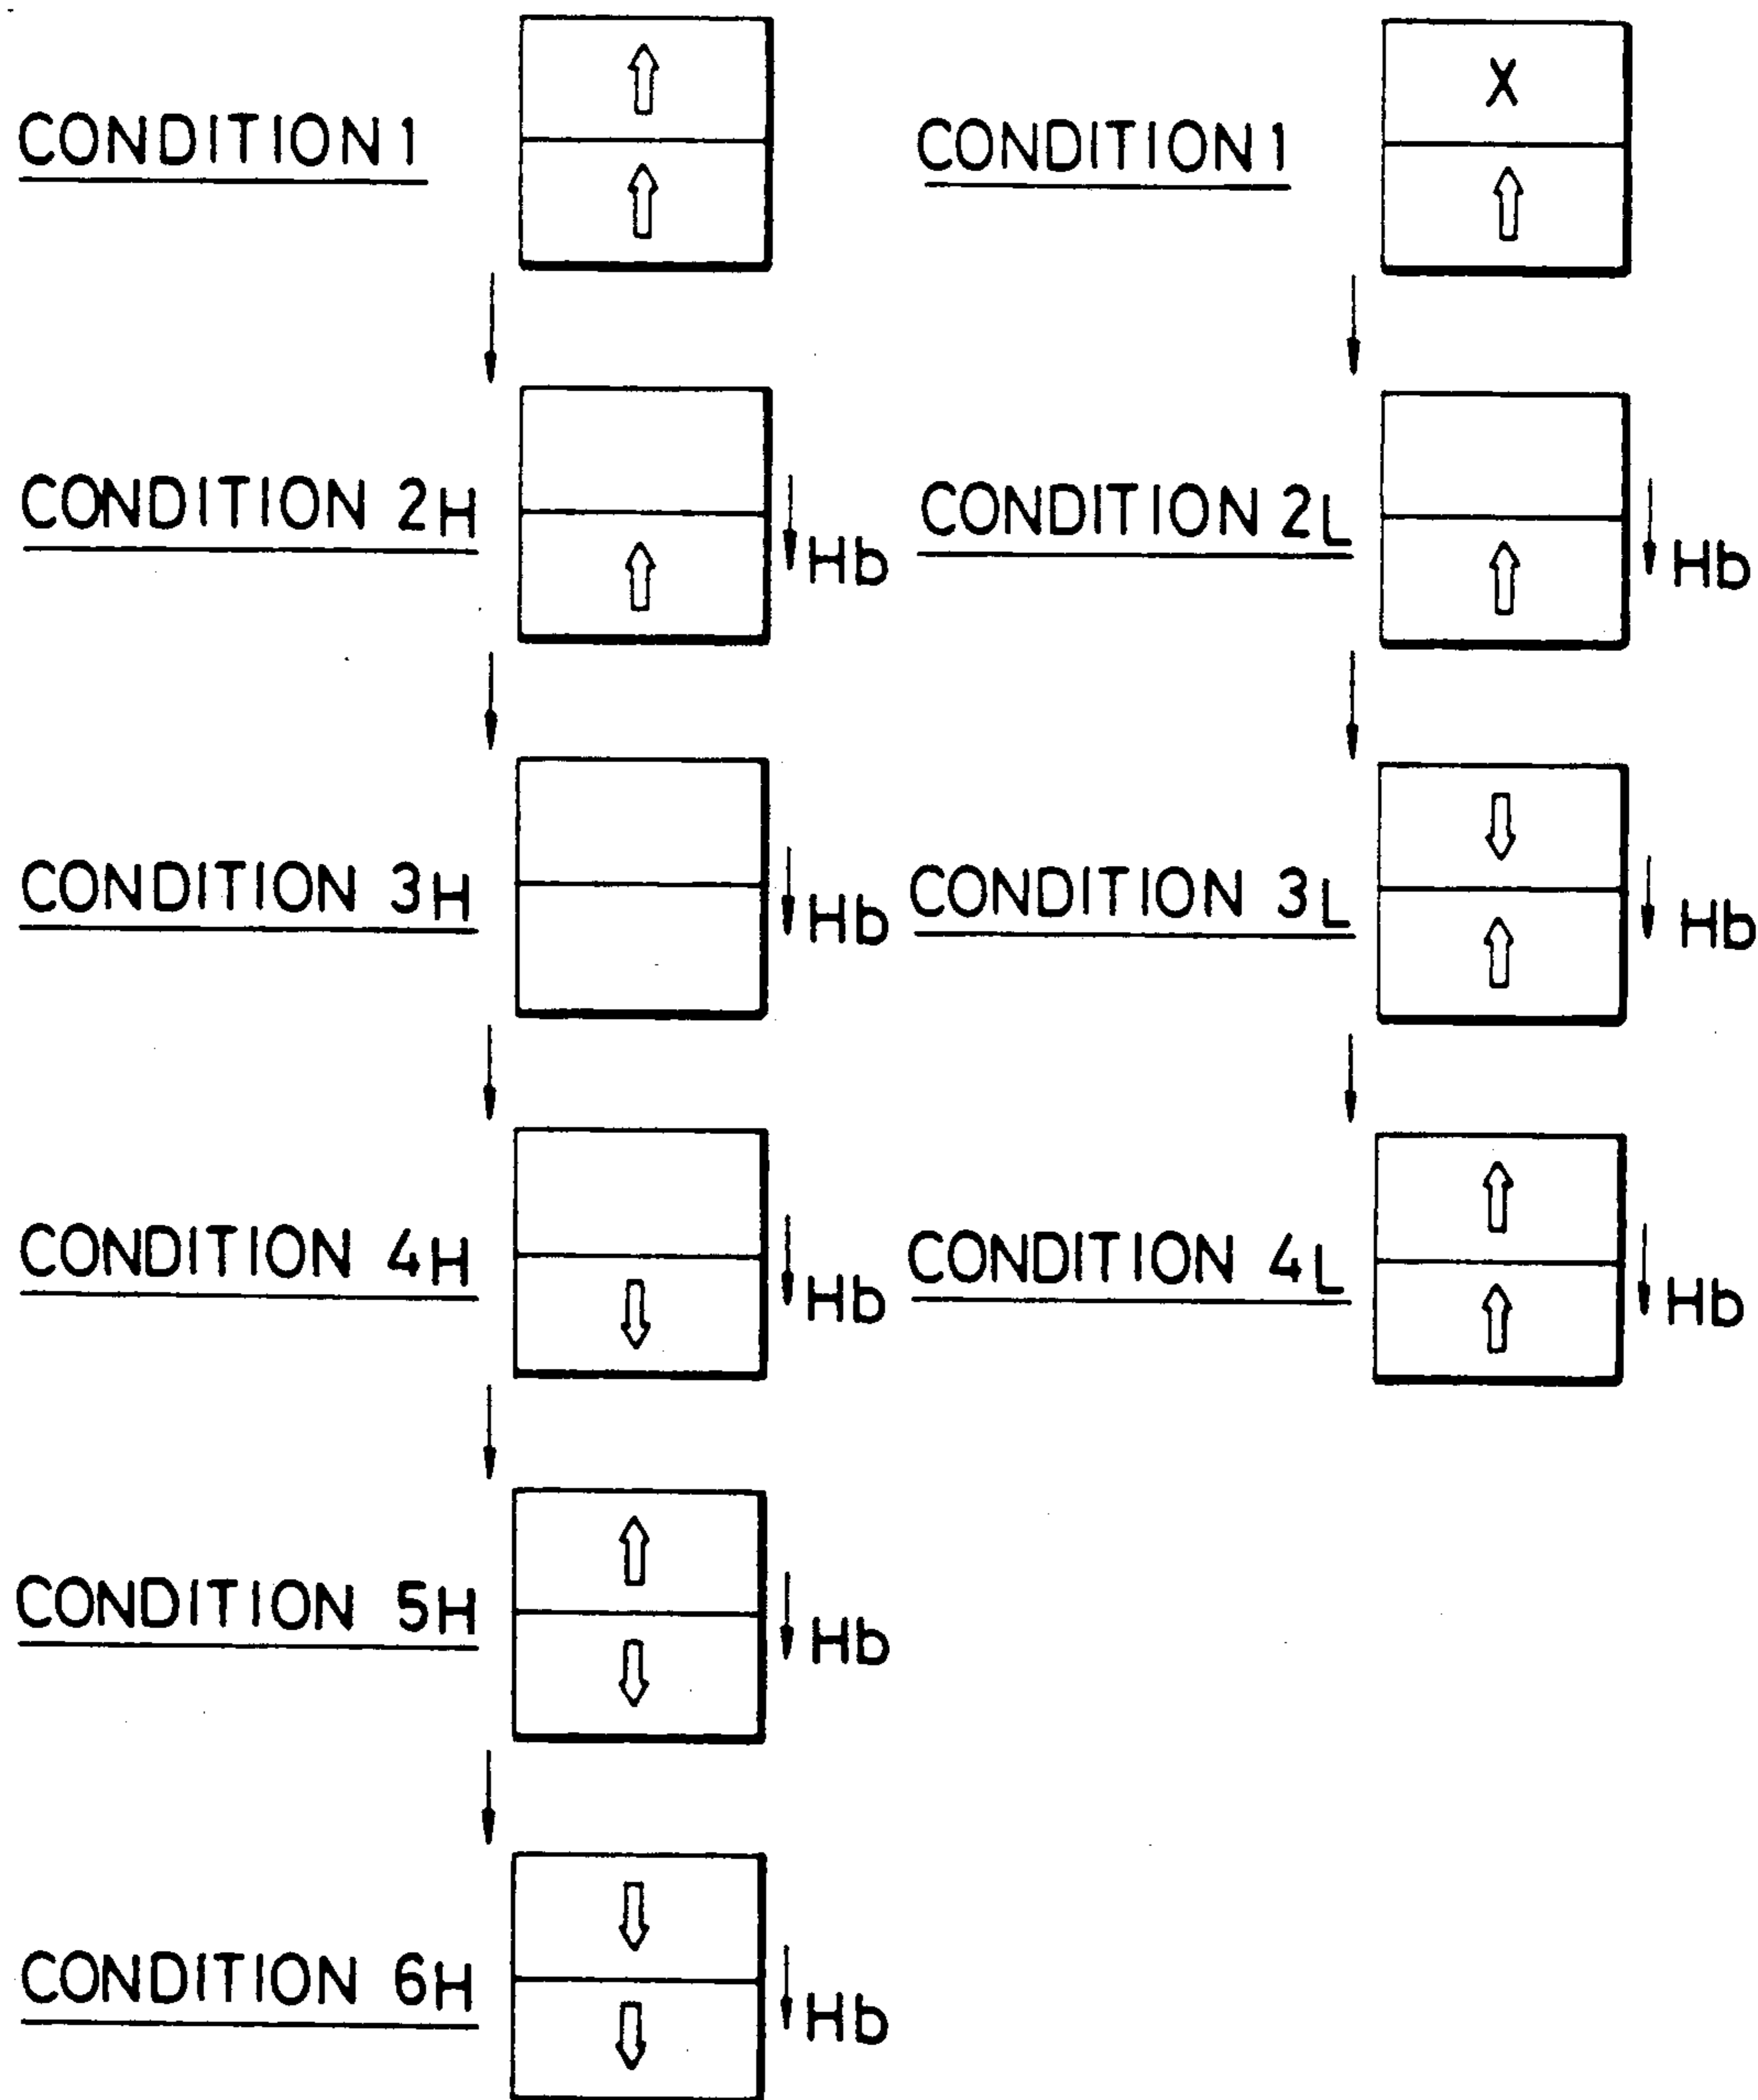 CONDITION 1
CONDITION 2H
Hb
CONDITION 3H
Hb
CONDITION 4H
Hb
CONDITION 5H
Hb
CONDITION 6H
Hb
CONDITION 1
X
CONDITION 2L
Hb
CONDITION 3L
Hb
CONDITION 4L
Hb